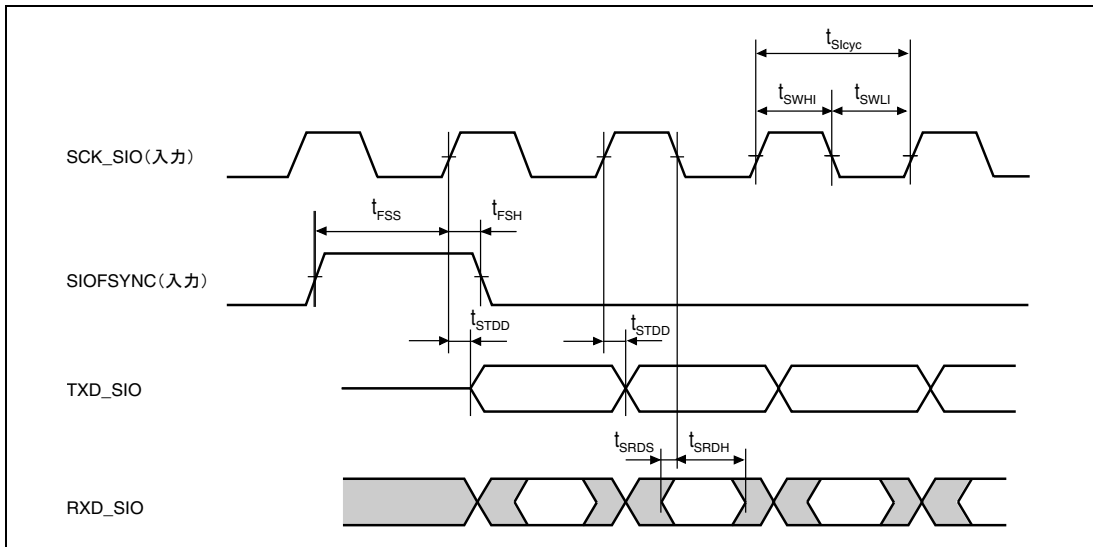 tSIcyc
tSWHI tSWLI
SCK_SIO（入力）
tFSS tFSH
SIOFSYNC（入力）
tSTDD tSTDD
TXD_SIO
tSRDS tSRDH
RXD_SIO